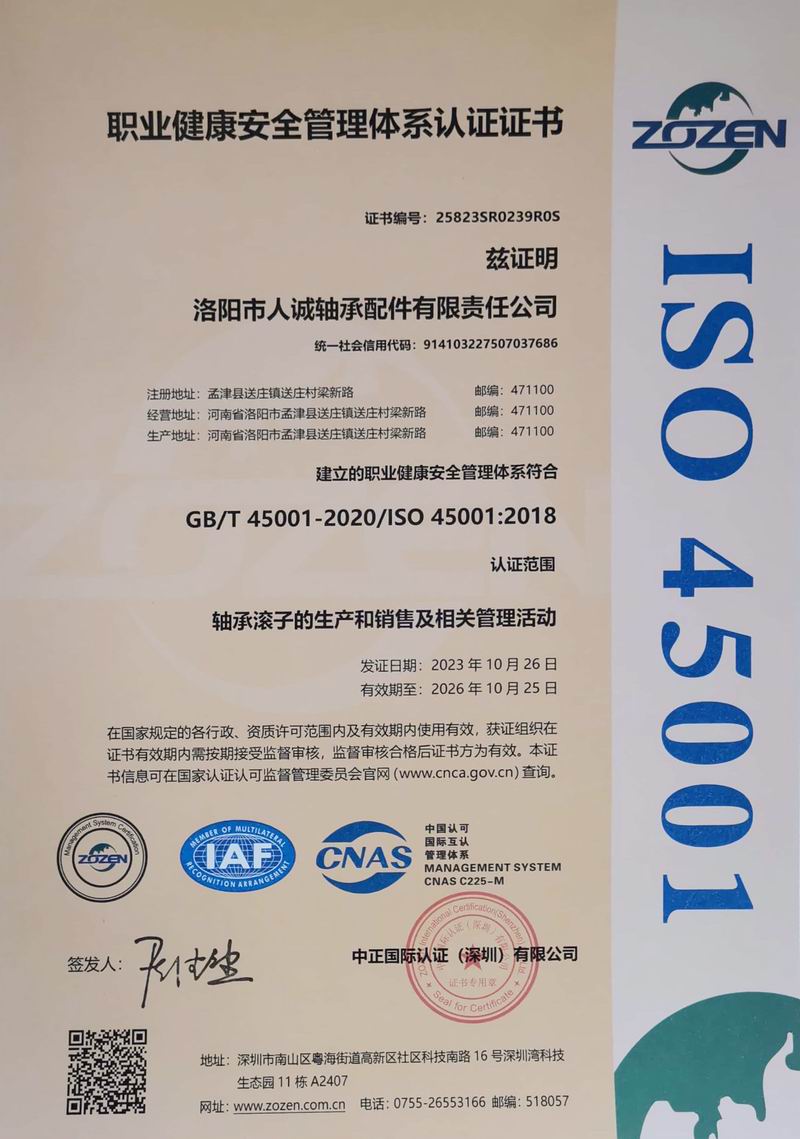 职业健康安全管理体系认证证书
ZOZEN
证书编号：25823SR0239R0S
兹证明
洛阳市人诚轴承配件有限责任公司
统一社会信用代码：914103227507037686
注册地址：孟津县送庄镇送庄村梁新路 邮编：471100
经营地址：河南省洛阳市孟津县送庄镇送庄村梁新路 邮编：471100
生产地址：河南省洛阳市孟津县送庄镇送庄村梁新路 邮编：471100
建立的职业健康安全管理体系符合
GB/T 45001-2020/ISO 45001:2018
认证范围
轴承滚子的生产和销售及相关管理活动
发证日期：2023 年 10 月 26 日
有效期至：2026 年 10 月 25 日
在国家规定的各行政、资质许可范围内及有效期内使用有效，获证组织在
证书有效期内需按期接受监督审核，监督审核合格后证书方为有效。本证
书信息可在国家认证认可监督管理委员会官网（www.cnca.gov.cn）查询。
ISO 45001
Management System Certification
ZOZEN
MEMBER OF MULTILATERAL
IAF
RECOGNITION ARRANGEMENT
CNAS
中国认可
国际互认
管理体系
MANAGEMENT SYSTEM
CNAS C225-M
签发人：
中正国际认证（深圳）有限公司
证书专用章
Seal for Certificate
地址：深圳市南山区粤海街道高新区社区科技南路 16 号深圳湾科技
生态园 11 栋 A2407
网址：www.zozen.com.cn 电话：0755-26553166 邮编：518057